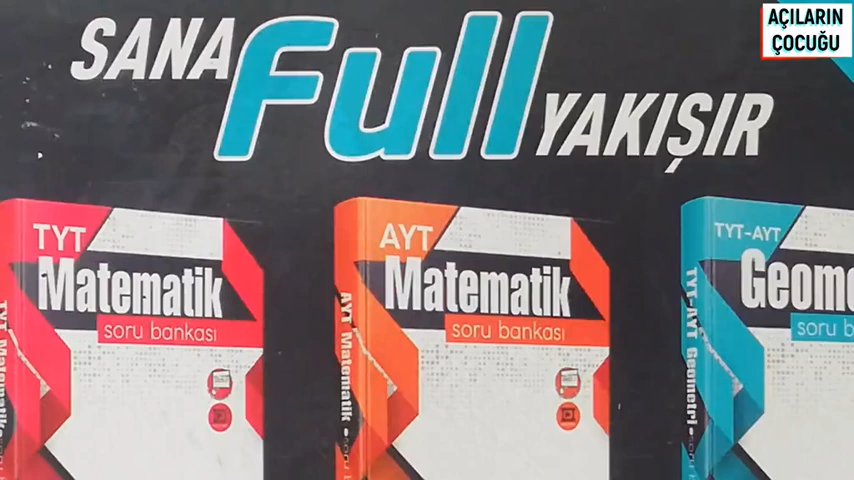 AÇILARIN
ÇOCUĞU
SANA Full YAKIŞIR
TYT
Matematik
soru bankası
TYT Matematik
AYT
Matematik
soru bankası
AYT Matematik
TYT-AYT
soru
TYT-AYT Geometri